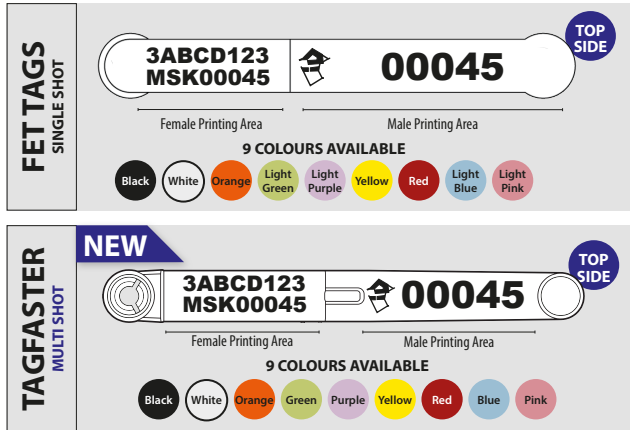 FET TAGS
SINGLE SHOT
TOP
SIDE
3ABCD123
MSK00045
00045
Female Printing Area
Male Printing Area
9 COLOURS AVAILABLE
Black
White
Orange
Light
Green
Light
Purple
Yellow
Red
Light
Blue
Light
Pink
TAGFASTER
MULTI SHOT
NEW
TOP
SIDE
3ABCD123
MSK00045
00045
Female Printing Area
Male Printing Area
9 COLOURS AVAILABLE
Black
White
Orange
Green
Purple
Yellow
Red
Blue
Pink